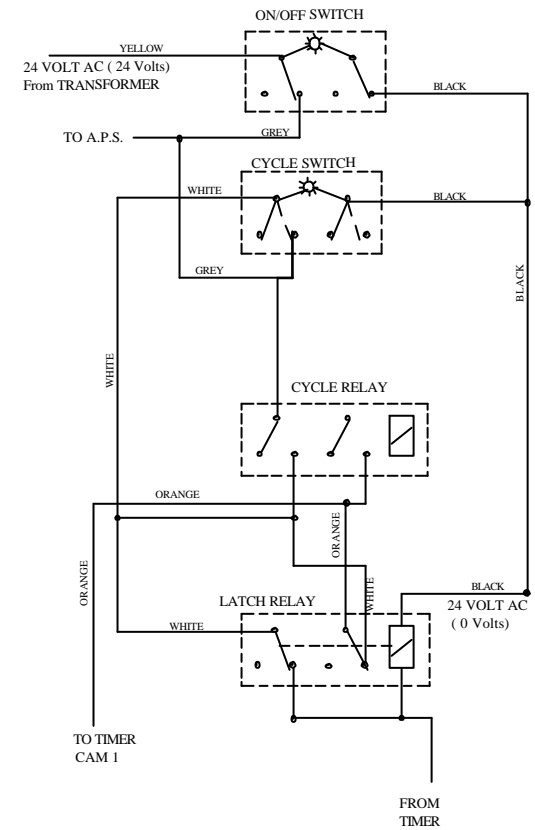 ON/OFF SWITCH
YELLOW
24 VOLT AC ( 24 Volts)
From TRANSFORMER
BLACK
TO A.P.S.
GREY
CYCLE SWITCH
WHITE
BLACK
GREY
BLACK
WHITE
CYCLE RELAY
ORANGE
ORANGE
ORANGE
WHITE
BLACK
24 VOLT AC
( 0 Volts)
LATCH RELAY
WHITE
TO TIMER
CAM 1
FROM
TIMER